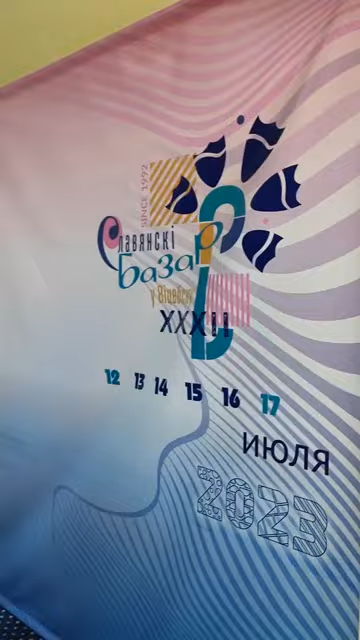 SINCE 1992
Славянскі
базар
у Віцебску
XXXII
12 13 14 15 16 17
ИЮЛЯ
2023